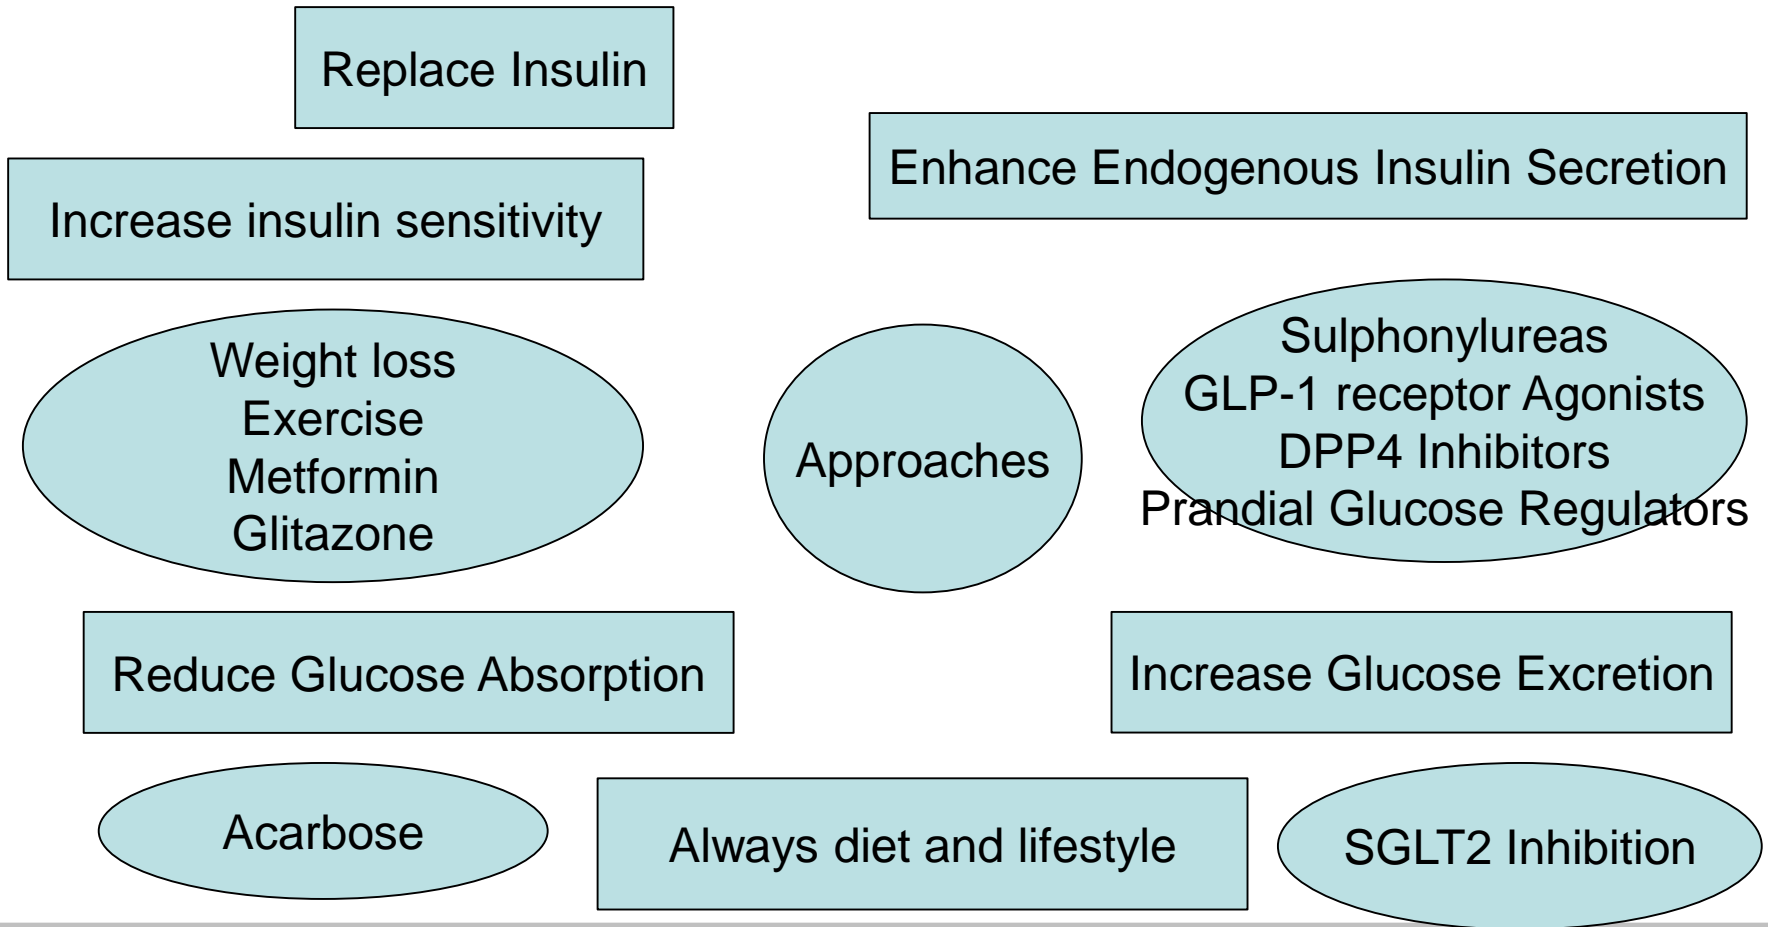 Replace Insulin
Enhance Endogenous Insulin Secretion
Increase insulin sensitivity
Weight loss
Exercise
Metformin
Glitazone
Approaches
Sulphonylureas
GLP-1 receptor Agonists
DPP4 Inhibitors
Prandial Glucose Regulators
Reduce Glucose Absorption
Increase Glucose Excretion
Acarbose
Always diet and lifestyle
SGLT2 Inhibition